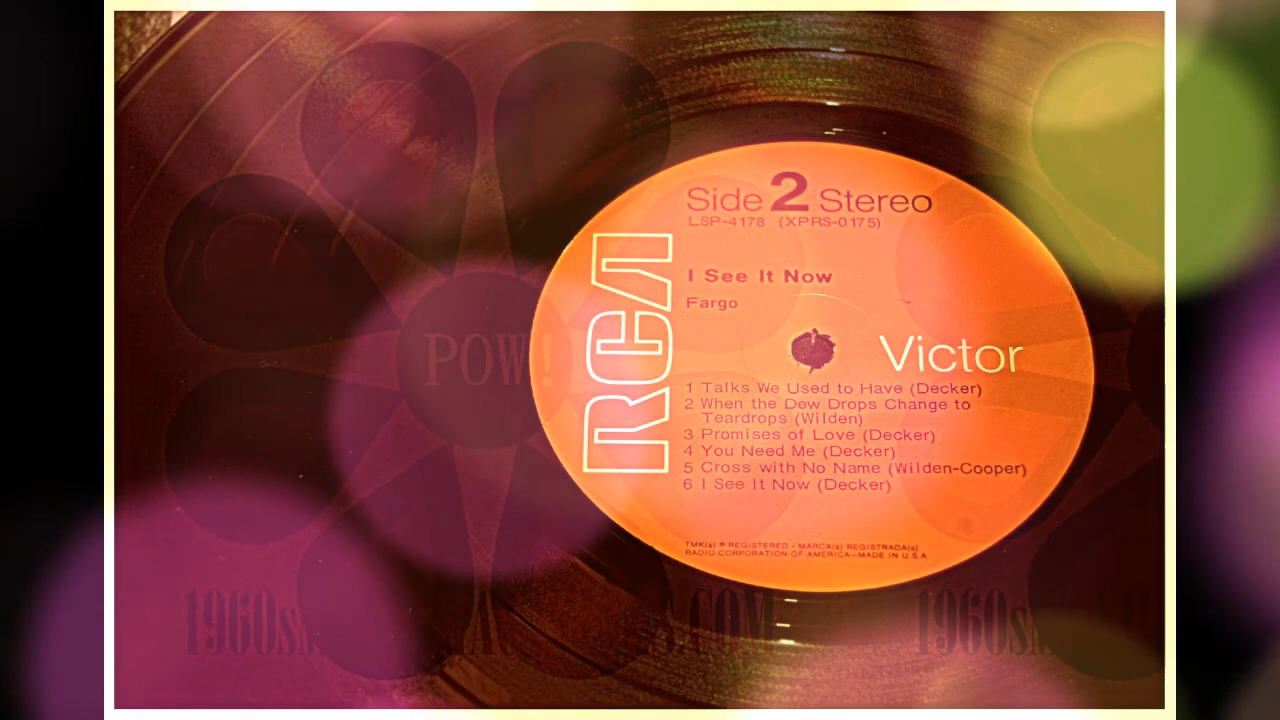 Side 2 Stereo
LSP-4178 (XPRS-0175)
RCA
I See It Now
Fargo
Victor
1 Talks We Used to Have (Decker)
2 When the Dew Drops Change to
Teardrops (Wilden)
3 Promises of Love (Decker)
4 You Need Me (Decker)
5 Cross with No Name (Wilden-Cooper)
6 I See It Now (Decker)
TMK(s) ® REGISTERED • MARCA(s) REGISTRADA(s)
RADIO CORPORATION OF AMERICA—MADE IN U.S.A.
POW!
1960s .COM 1960s